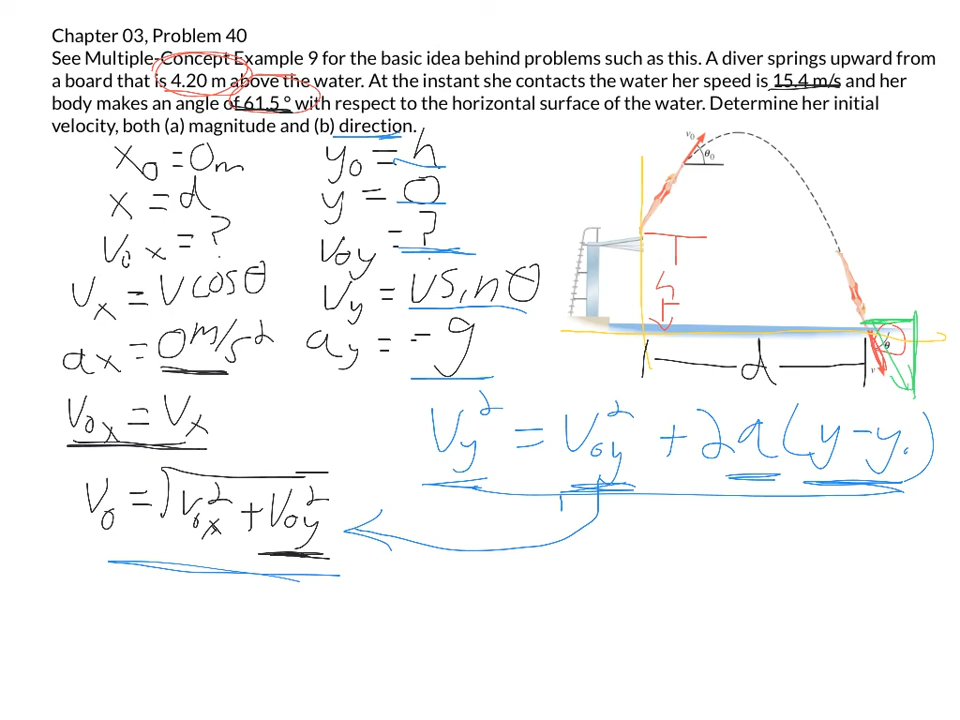 Chapter 03, Problem 40
See Multiple-Concept Example 9 for the basic idea behind problems such as this. A diver springs upward from
a board that is 4.20 m above the water. At the instant she contacts the water her speed is 15.4 m/s and her
body makes an angle of 61.5 ° with respect to the horizontal surface of the water. Determine her initial
velocity, both (a) magnitude and (b) direction.
x₀ = 0m
y₀ = h
v₀
θ₀
x = d
y = 0
V₀x = ?
V₀y = ?
Vx = V cosθ
Vy = V sinθ
h
ax = 0 m/s²
ay = -g
θ
v
d
V₀x = Vx
Vy² = V₀y² + 2a(y-y₀)
V₀ = √V₀x² + V₀y²